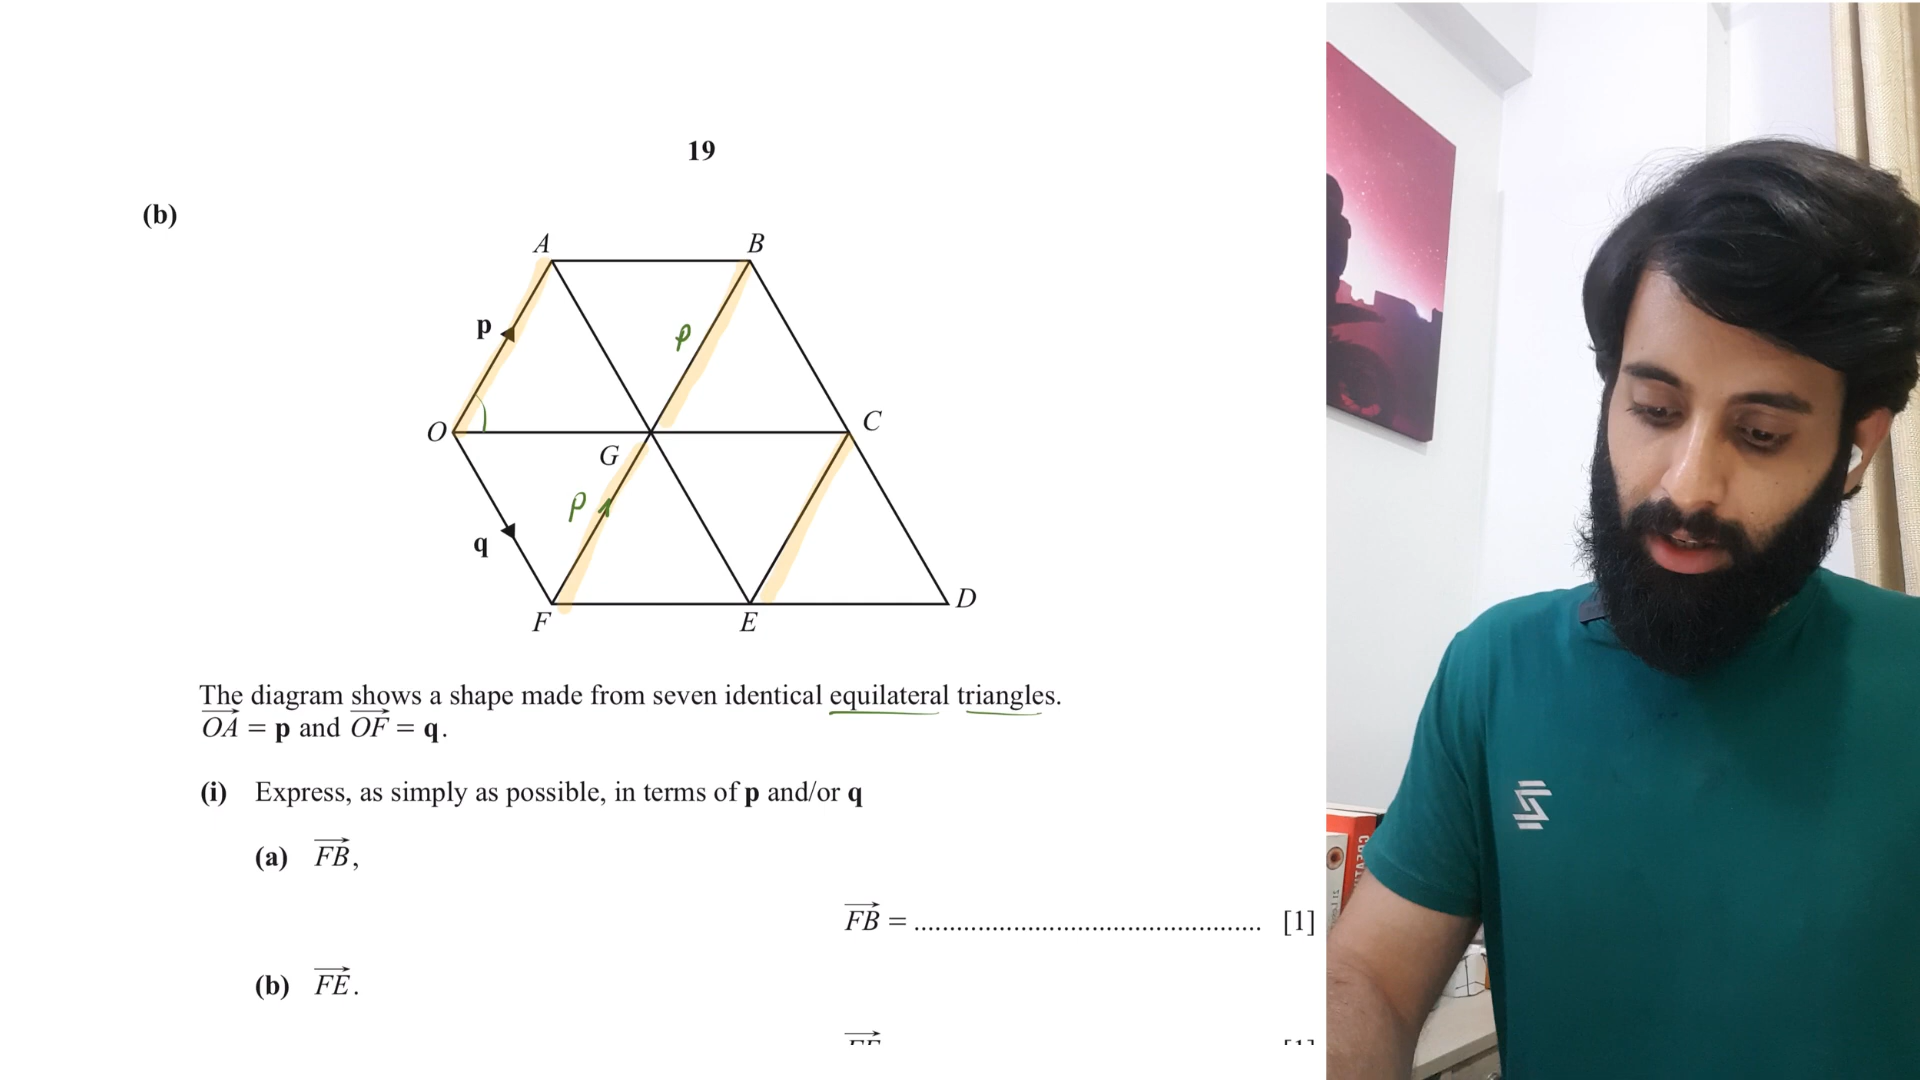 19
(b)
A B
p p
O C
G
p
q
F E D
The diagram shows a shape made from seven identical equilateral triangles.
OA = p and OF = q.
(i) Express, as simply as possible, in terms of p and/or q
(a) FB,
FB = .................................................. [1]
(b) FE.